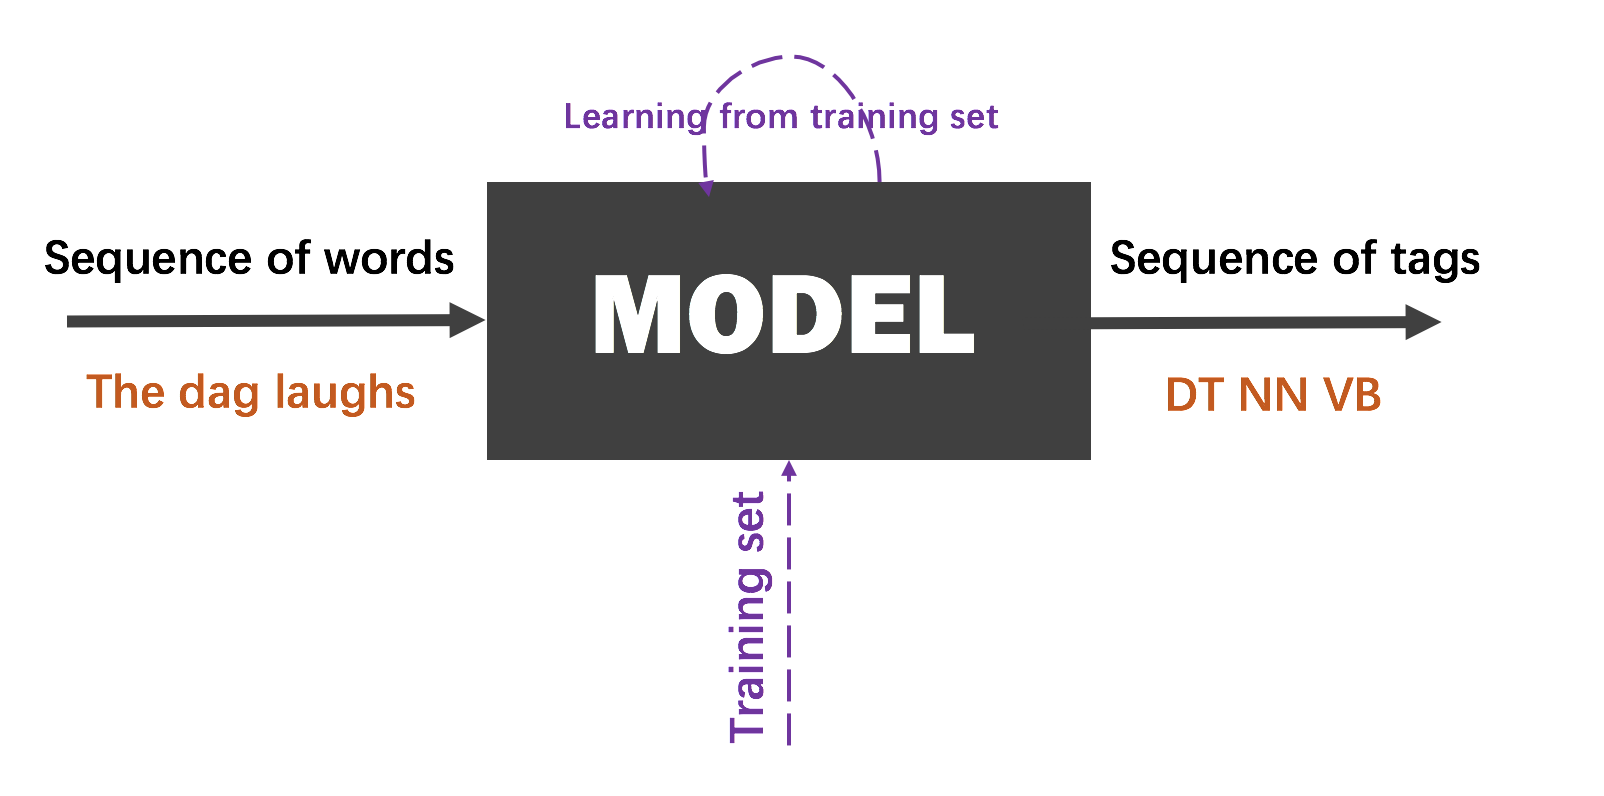 Learning from training set
Sequence of words
The dag laughs
MODEL
Sequence of tags
DT NN VB
Training set